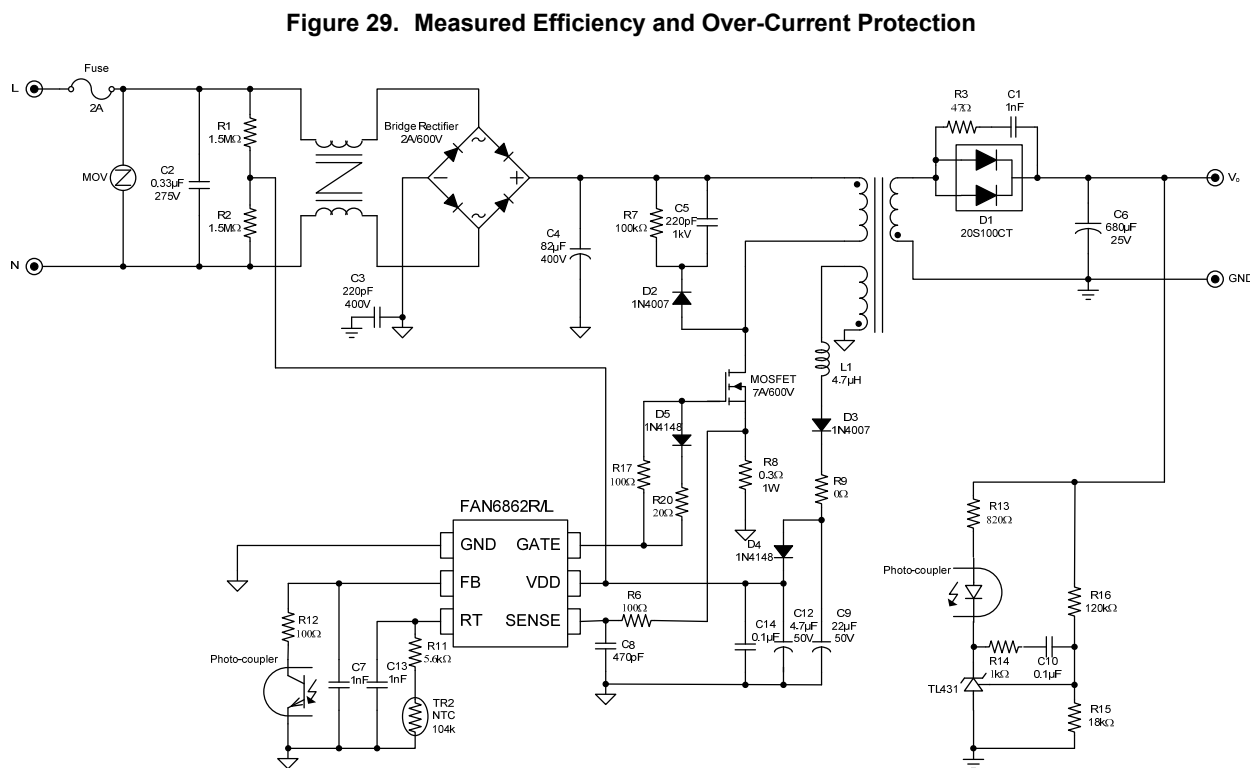 Figure 29. Measured Efficiency and Over-Current Protection
L
Fuse
2A
R1
1.5MΩ
R2
1.5MΩ
MOV
C2
0.33µF
275V
N
Bridge Rectifier
2A/600V
C3
220pF
400V
C4
82µF
400V
R7
100kΩ
C5
220pF
1kV
D2
1N4007
R3
47Ω
C1
1nF
D1
20S100CT
C6
680µF
25V
Vo
GND
L1
4.7µH
D3
1N4007
R9
0Ω
MOSFET
7A/600V
D5
1N4148
R17
100Ω
R20
20Ω
R8
0.3Ω
1W
D4
1N4148
FAN6862R/L
GND
GATE
FB
VDD
RT
SENSE
R6
100Ω
C8
470pF
C14
0.1µF
C12
4.7µF
50V
C9
22µF
50V
R12
100Ω
Photo-coupler
C7
1nF
C13
1nF
R11
5.6kΩ
TR2
NTC
104k
R13
820Ω
Photo-coupler
R16
120kΩ
R14
1kΩ
C10
0.1µF
TL431
R15
18kΩ